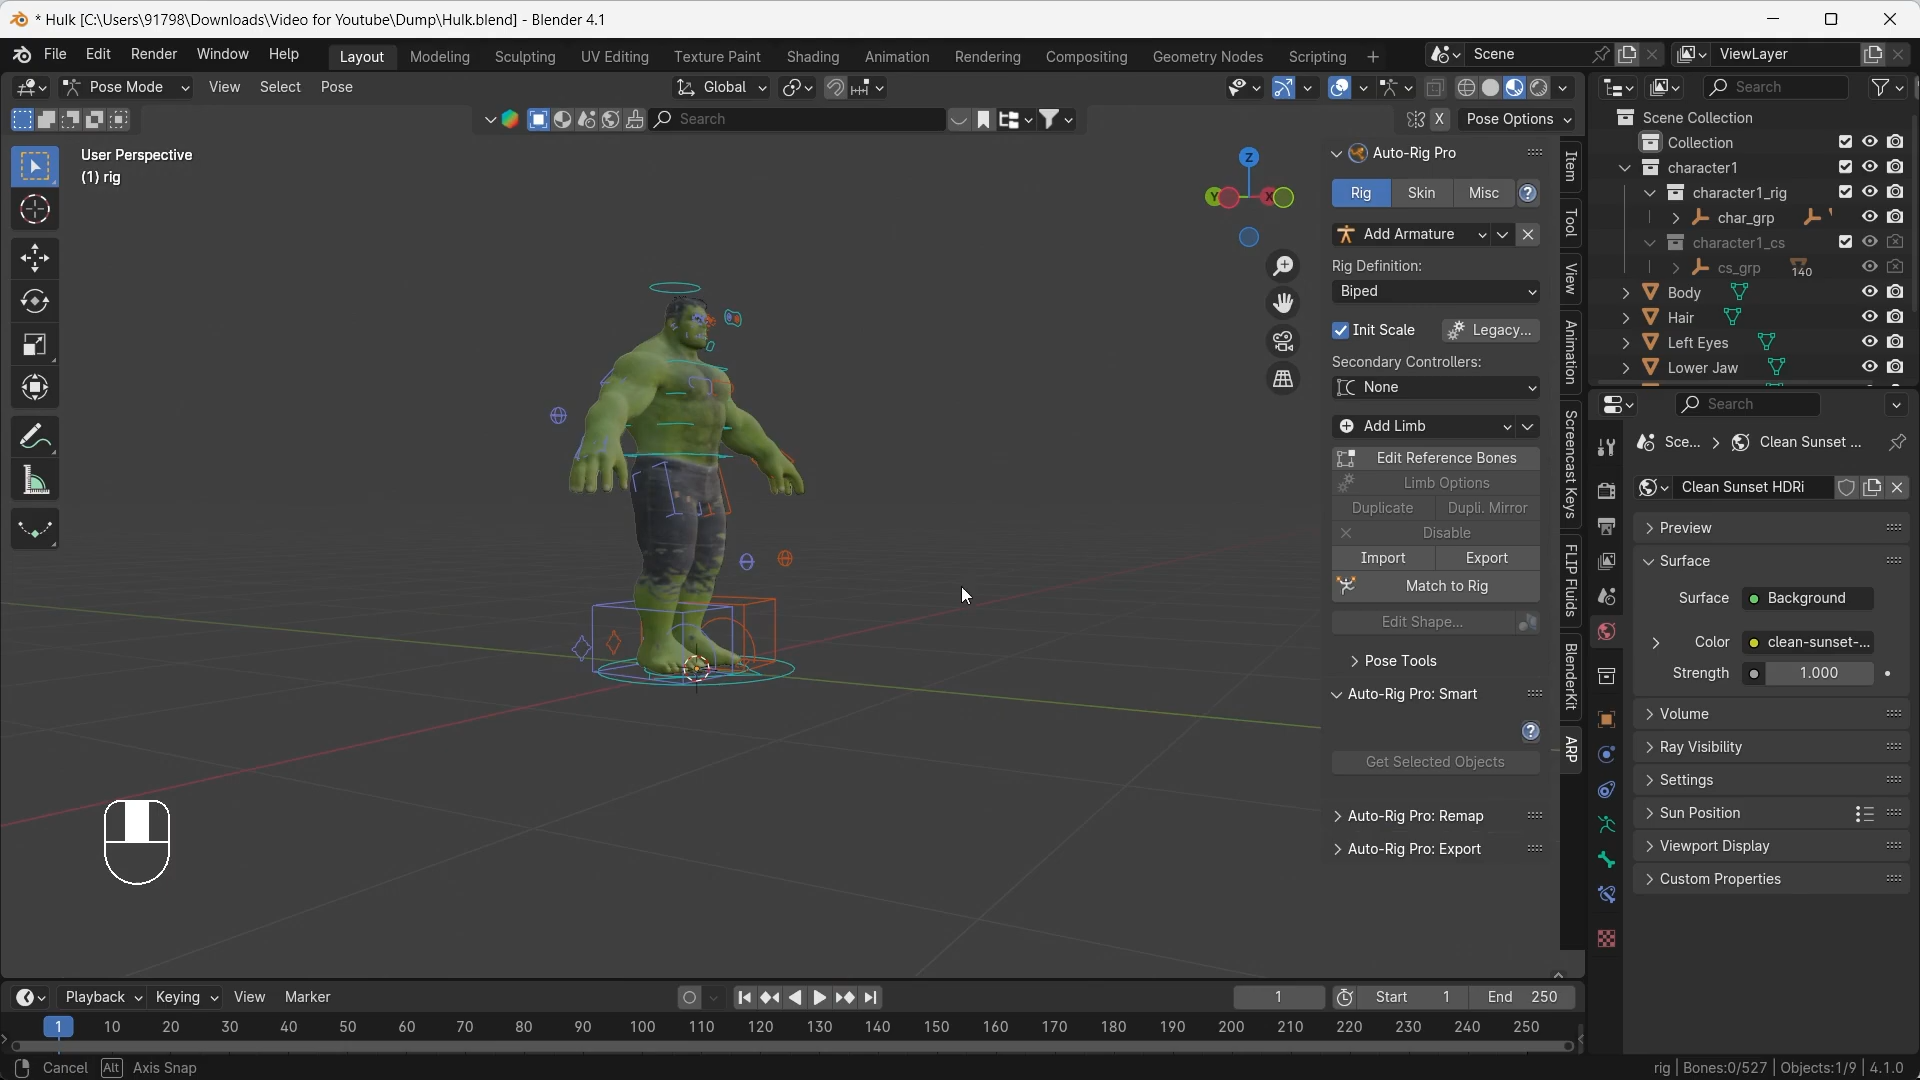 * Hulk [C:\Users\91798\Downloads\Video for Youtube\Dump\Hulk.blend] - Blender 4.1
File Edit Render Window Help
Layout Modeling Sculpting UV Editing Texture Paint Shading Animation Rendering Compositing Geometry Nodes Scripting +
Scene
ViewLayer
Pose Mode View Select Pose
Global
Search
Search
X Pose Options
User Perspective
(1) rig
Z
Y
X
Auto-Rig Pro
Rig Skin Misc ?
Add Armature
Rig Definition:
Biped
Init Scale Legacy...
Secondary Controllers:
None
Add Limb
Edit Reference Bones
Limb Options
Duplicate Dupli. Mirror
Disable
Import Export
Match to Rig
Edit Shape...
Pose Tools
Auto-Rig Pro: Smart
?
Get Selected Objects
Auto-Rig Pro: Remap
Auto-Rig Pro: Export
Item
Tool
View
Animation
Screencast Keys
FLIP Fluids
BlenderKit
ARP
Scene Collection
Collection
character1
character1_rig
char_grp
character1_cs
cs_grp 140
Body
Hair
Left Eyes
Lower Jaw
Search
Sce... > Clean Sunset ...
Clean Sunset HDRi
Preview
Surface
Surface Background
Color clean-sunset-...
Strength 1.000
Volume
Ray Visibility
Settings
Sun Position
Viewport Display
Custom Properties
Playback Keying View Marker
1
Start 1 End 250
1 10 20 30 40 50 60 70 80 90 100 110 120 130 140 150 160 170 180 190 200 210 220 230 240 250
Cancel Alt Axis Snap
rig | Bones:0/527 | Objects:1/9 | 4.1.0